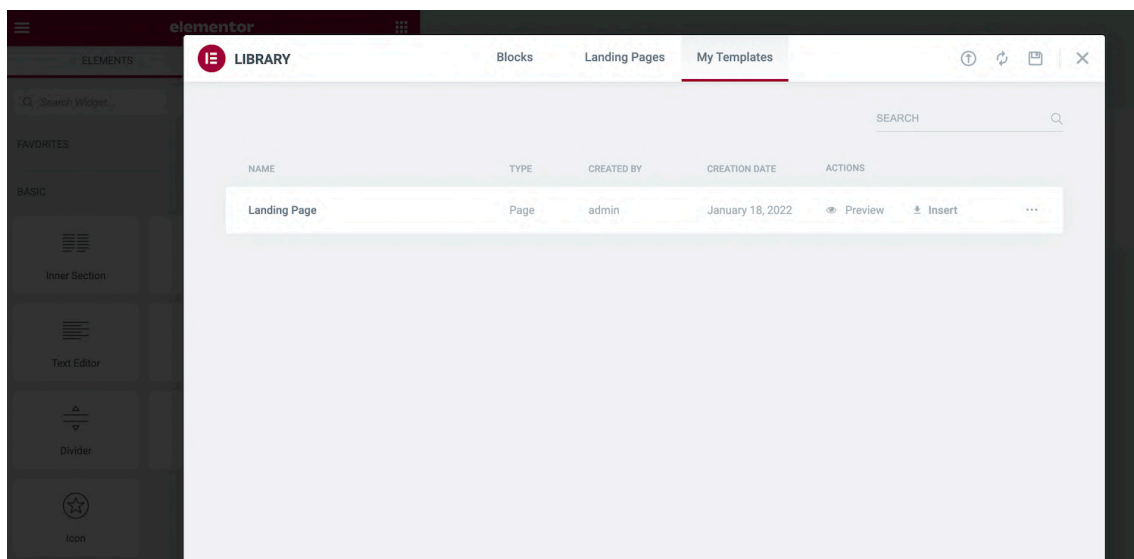 elementor
ELEMENTS
LIBRARY
Blocks
Landing Pages
My Templates
Search Widget...
SEARCH
FAVORITES
NAME TYPE CREATED BY CREATION DATE ACTIONS
BASIC
Landing Page Page admin January 18, 2022 Preview Insert ...
Inner Section
Text Editor
Divider
Icon